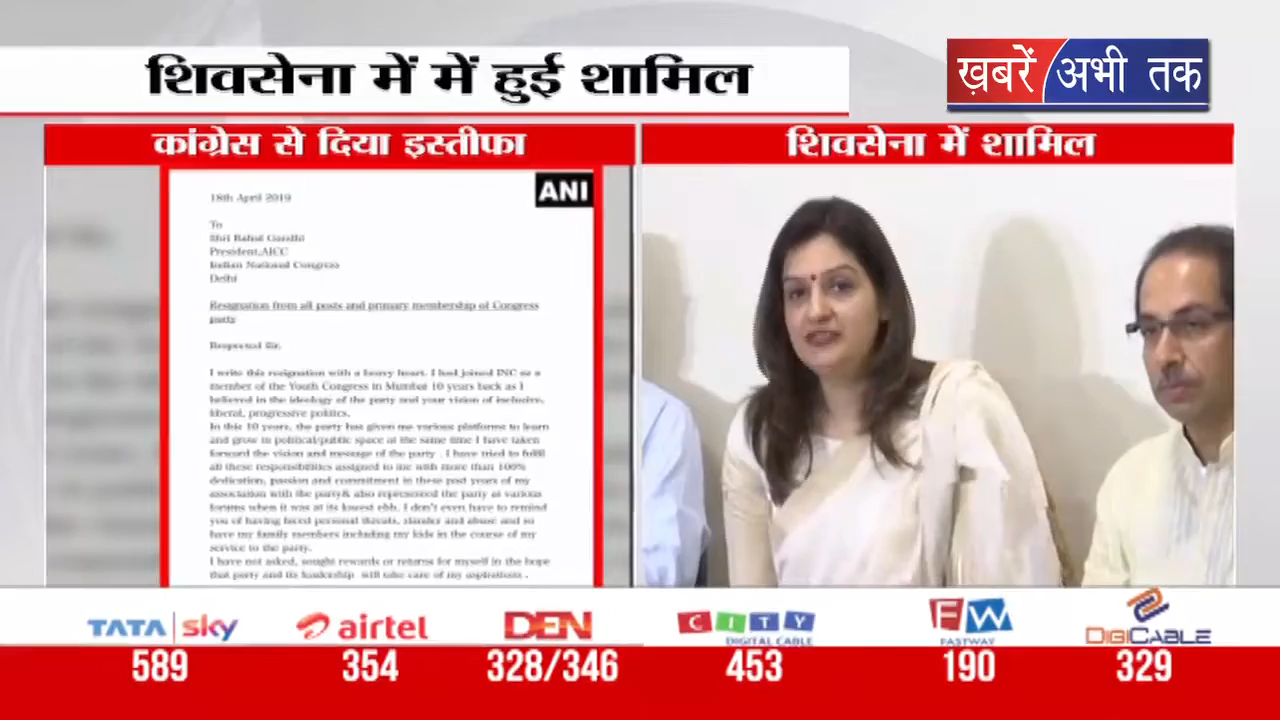 शिवसेना में में हुई शामिल
ख़बरें अभी तक
कांग्रेस से दिया इस्तीफा
शिवसेना में शामिल
ANI
18th April 2019
To
Shri Rahul Gandhi
President,AICC
Indian National Congress
Delhi
Resignation from all posts and primary membership of Congress
party
Respected Sir,
I write this resignation with a heavy heart. I had joined INC as a
member of the Youth Congress in Mumbai 10 years back as I
believed in the ideology of the party and your vision of inclusive,
liberal, progressive politics.
In this 10 years, the party has given me various platforms to learn
and grow in political/public space at the same time I have taken
forward the vision and message of the party . I have tried to fulfil
all these responsibilities assigned to me with more than 100%
dedication, passion and commitment in these past years of my
association with the party& also represented the party at various
forums when it was at its lowest ebb. I don't even have to remind
you of having faced personal threats, slander and abuse and so
have my family members including my kids in the course of my
service to the party.
I have not asked, sought rewards or returns for myself in the hope
that party and its leadership will take care of my aspirations .
TATA sky
airtel
DEN
CITY
DIGITAL CABLE
FW
FASTWAY
DIGICABLE
589
354
328/346
453
190
329